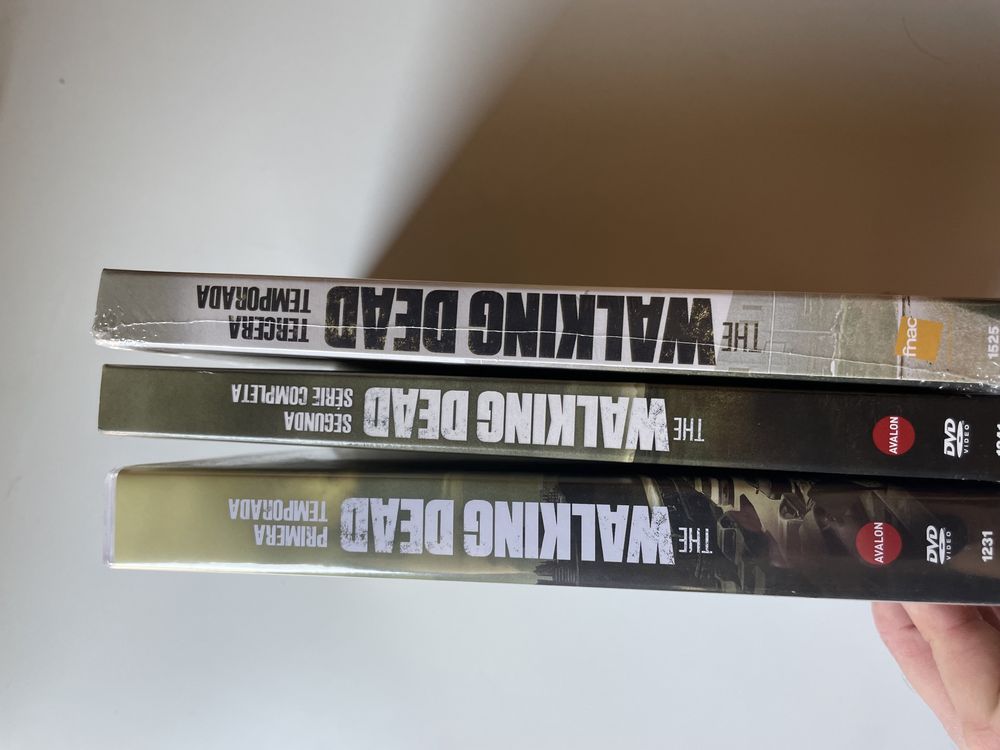 THE
WALKING DEAD
TERCERA
TEMPORADA
fnac
1525
THE
WALKING DEAD
SEGUNDA
SÉRIE COMPLETA
AVALON
DVD
VIDEO
THE
WALKING DEAD
PRIMERA
TEMPORADA
AVALON
DVD
VIDEO
1231